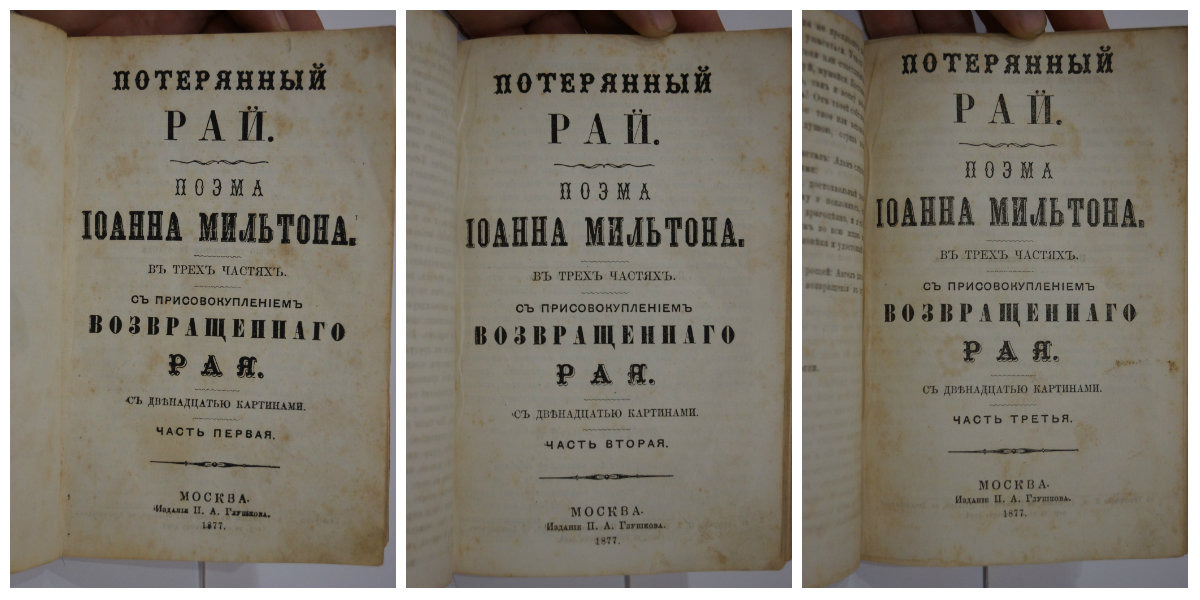 ПОТЕРЯННЫЙ
РАЙ.
ПОЭМА
ІОАННА МИЛЬТОНА.
ВЪ ТРЕХЪ ЧАСТЯХЪ.
СЪ ПРИСОВОКУПЛЕНІЕМЪ
ВОЗВРАЩЕННАГО
РАЯ.
СЪ ДВѢНАДЦАТЬЮ КАРТИНАМИ.
ЧАСТЬ ПЕРВАЯ.
МОСКВА.
Изданіе П. А. Глушкова.
1877.
ПОТЕРЯННЫЙ
РАЙ.
ПОЭМА
ІОАННА МИЛЬТОНА.
ВЪ ТРЕХЪ ЧАСТЯХЪ.
СЪ ПРИСОВОКУПЛЕНІЕМЪ
ВОЗВРАЩЕННАГО
РАЯ.
СЪ ДВѢНАДЦАТЬЮ КАРТИНАМИ.
ЧАСТЬ ВТОРАЯ.
МОСКВА.
Изданіе П. А. Глушкова.
1877.
ПОТЕРЯННЫЙ
РАЙ.
ПОЭМА
ІОАННА МИЛЬТОНА.
ВЪ ТРЕХЪ ЧАСТЯХЪ.
СЪ ПРИСОВОКУПЛЕНІЕМЪ
ВОЗВРАЩЕННАГО
РАЯ.
СЪ ДВѢНАДЦАТЬЮ КАРТИНАМИ.
ЧАСТЬ ТРЕТЬЯ.
МОСКВА.
Изданіе П. А. Глушкова.
1877.